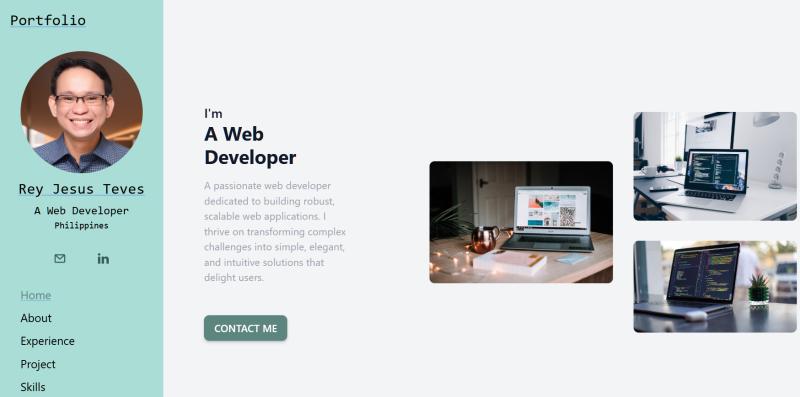 Portfolio
Rey Jesus Teves
A Web Developer
Philippines
in
Home
About
Experience
Project
Skills
I'm
A Web
Developer
A passionate web developer
dedicated to building robust,
scalable web applications. I
thrive on transforming complex
challenges into simple, elegant,
and intuitive solutions that
delight users.
CONTACT ME